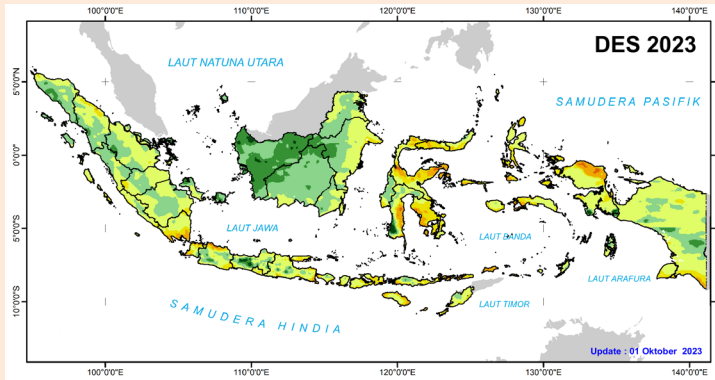 100°0'0"E 110°0'0"E 120°0'0"E 130°0'0"E 140°0'0"E
DES 2023
LAUT NATUNA UTARA
5°0'0"N
SAMUDERA PASIFIK
0°0'0"
LAUT JAWA
LAUT BANDA
5°0'0"S
LAUT ARAFURA
10°0'0"S
SAMUDERA HINDIA
LAUT TIMOR
Update : 01 Oktober 2023
100°0'0"E 110°0'0"E 120°0'0"E 130°0'0"E 140°0'0"E